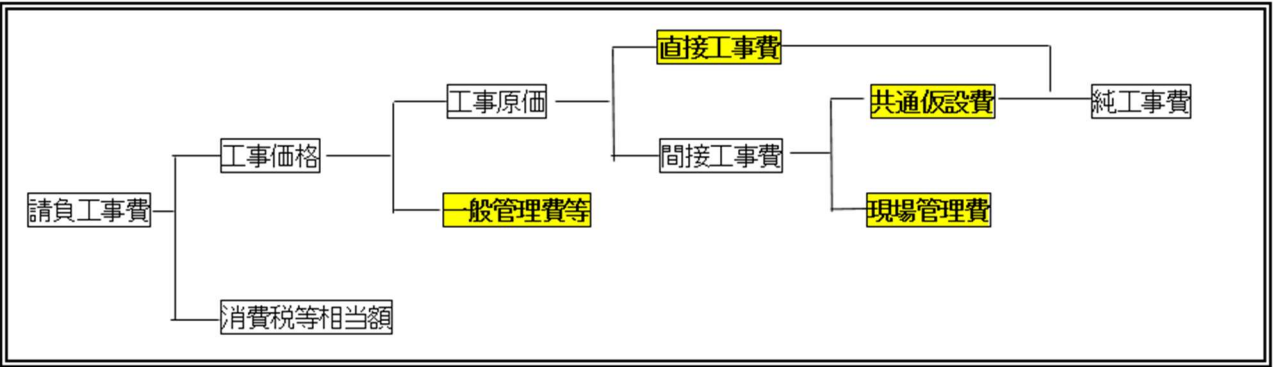 直接工事費
工事原価
共通仮設費
純工事費
工事価格
間接工事費
請負工事費
一般管理費等
現場管理費
消費税等相当額